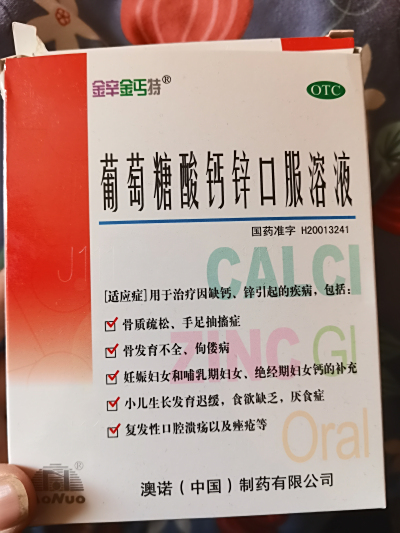 锌辛金丐特®
OTC
葡萄糖酸钙锌口服溶液
国药准字 H20013241
CALCI
[适应症]用于治疗因缺钙、锌引起的疾病，包括：
骨质疏松、手足抽搐症
ZINC GL
骨发育不全、佝偻病
妊娠妇女和哺乳期妇女、绝经期妇女钙的补充
小儿生长发育迟缓，食欲缺乏，厌食症
Oral
复发性口腔溃疡以及痤疮等
澳诺（中国）制药有限公司